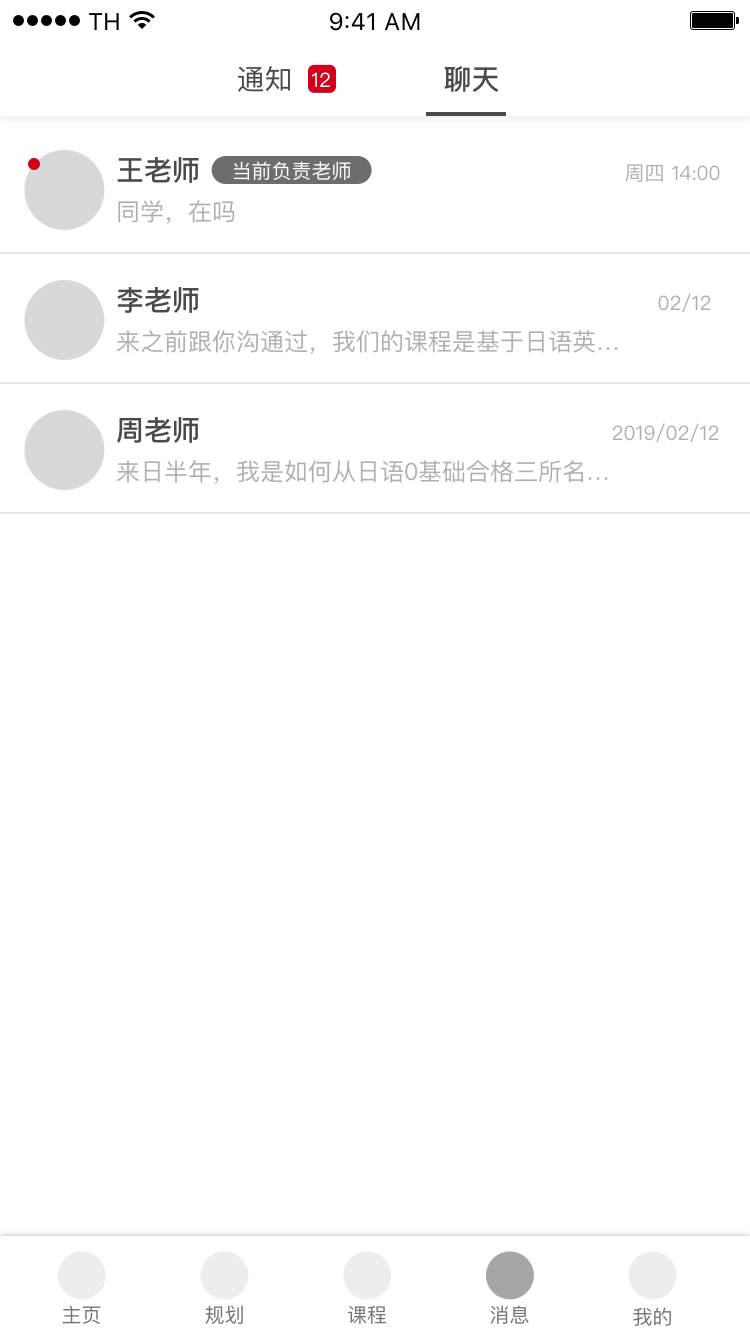 TH 9:41 AM
通知 12 聊天
王老师 当前负责老师 周四 14:00
同学，在吗
李老师 02/12
来之前跟你沟通过，我们的课程是基于日语英...
周老师 2019/02/12
来日半年，我是如何从日语0基础合格三所名...
主页 规划 课程 消息 我的